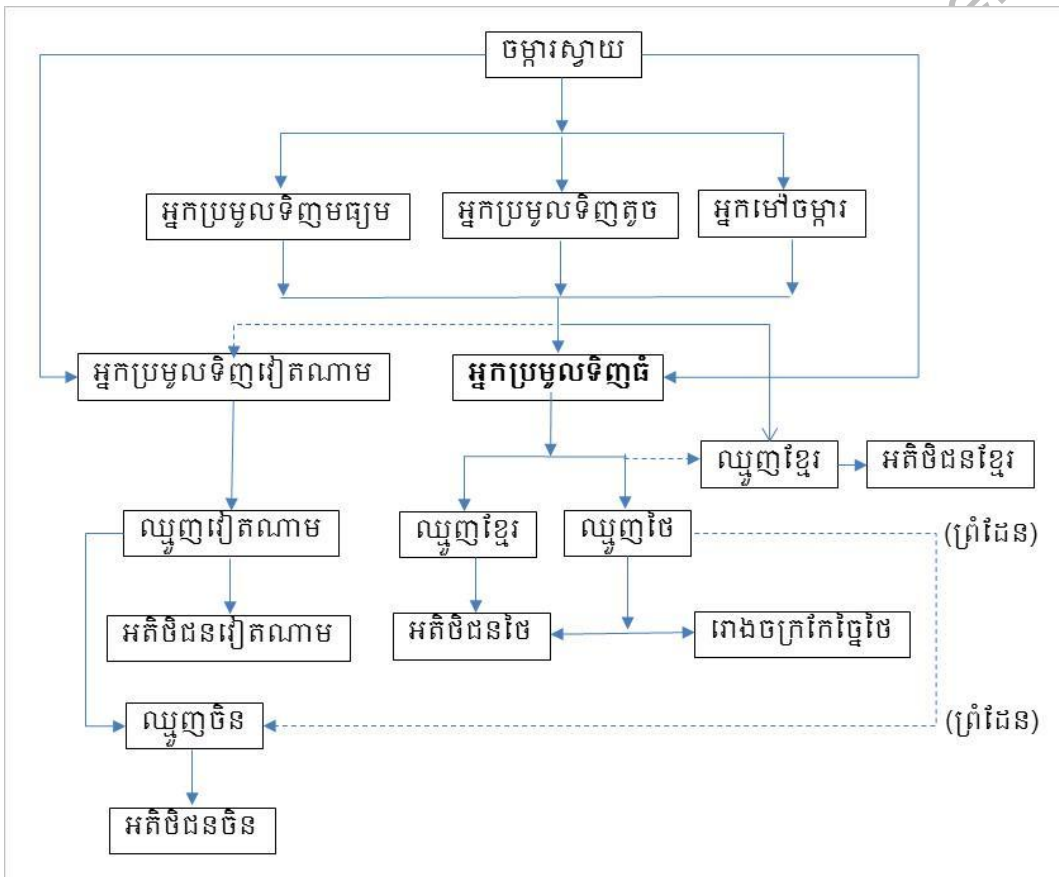 ចម្ការស្វាយ
អ្នកប្រមូលទិញមធ្យម
អ្នកប្រមូលទិញតូច
អ្នកម៉ៅចម្ការ
អ្នកប្រមូលទិញវៀតណាម
អ្នកប្រមូលទិញធំ
ឈ្មួញខ្មែរ
អតិថិជនខ្មែរ
ឈ្មួញវៀតណាម
ឈ្មួញខ្មែរ
ឈ្មួញថៃ
(ព្រំដែន)
អតិថិជនវៀតណាម
អតិថិជនថៃ
រោងចក្រកែច្នៃថៃ
ឈ្មួញចិន
(ព្រំដែន)
អតិថិជនចិន